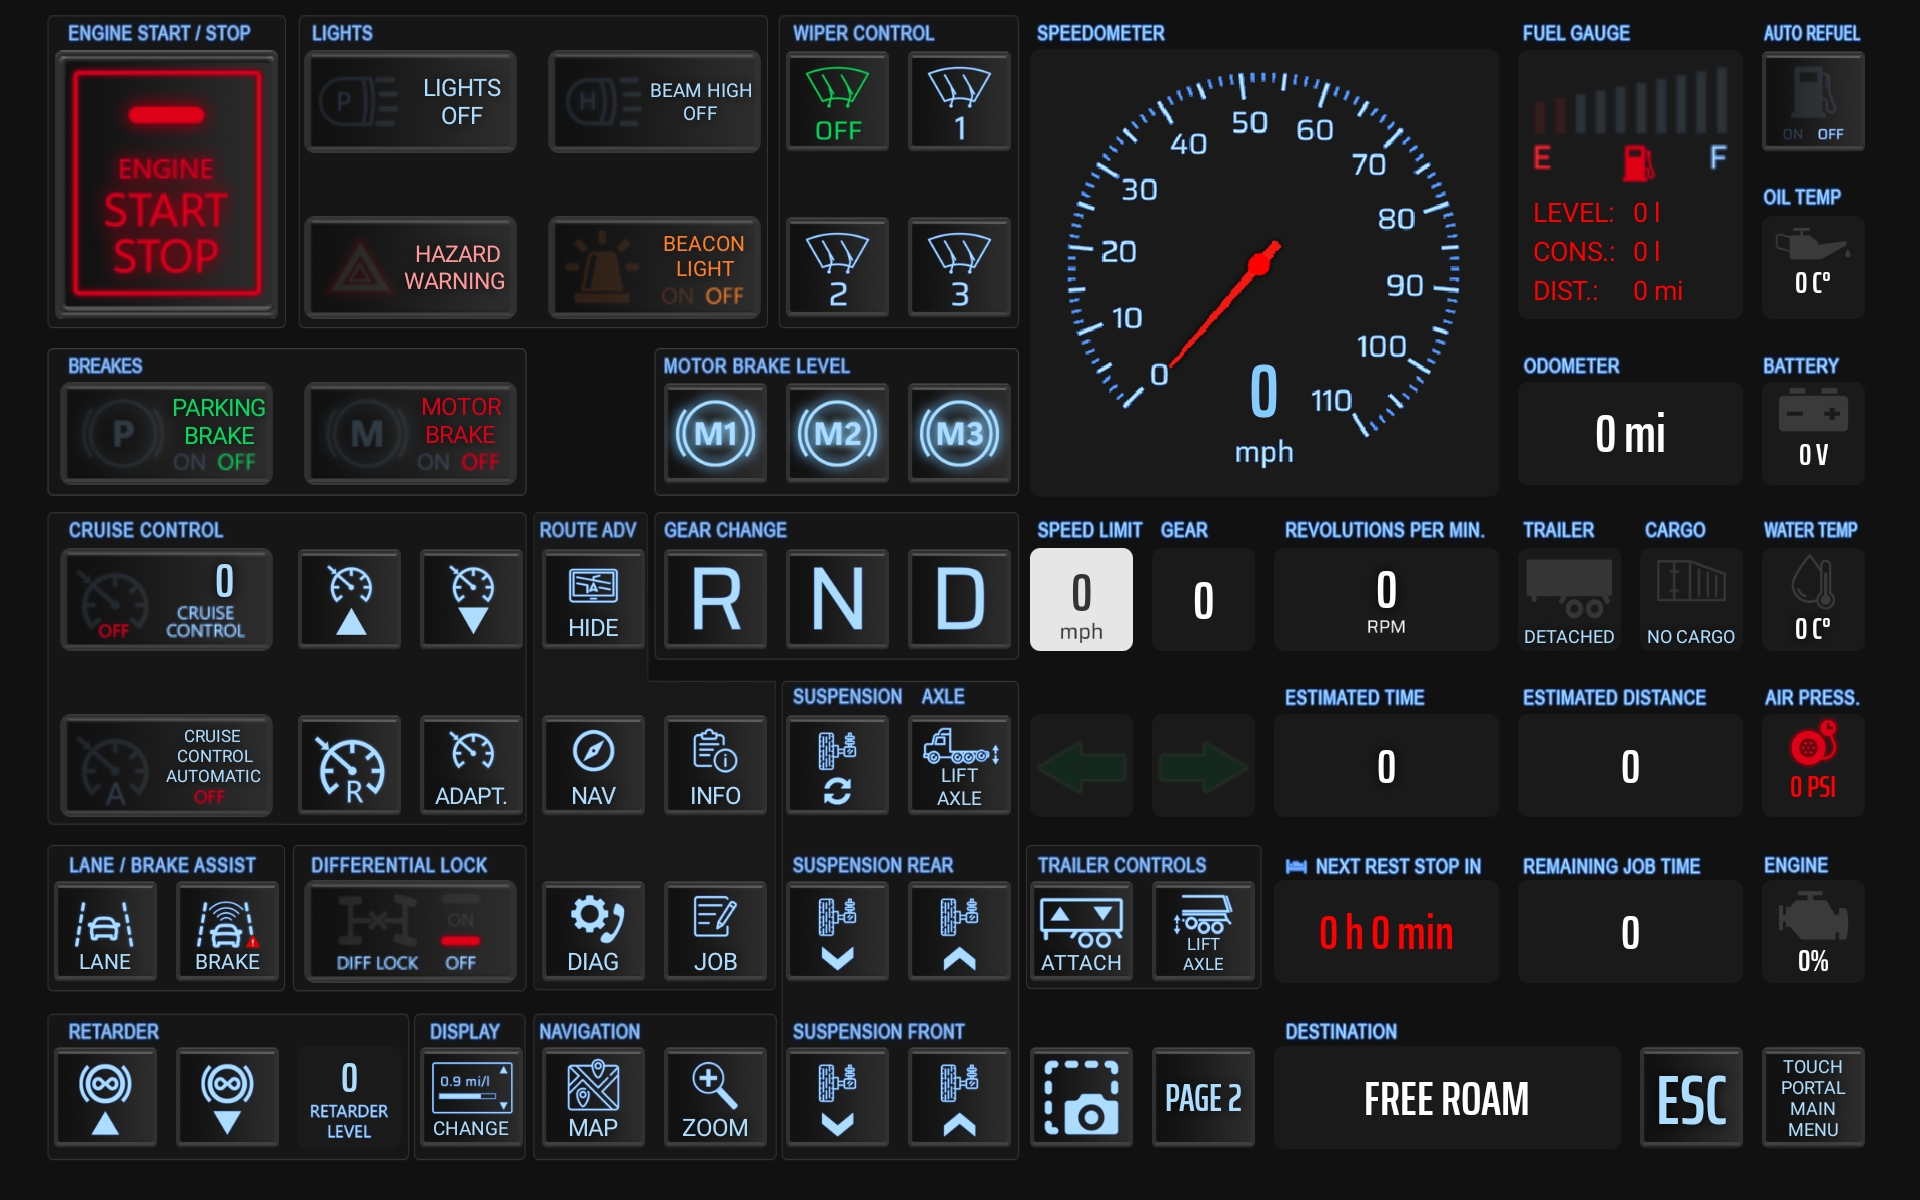 ENGINE START / STOP
ENGINE
START
STOP
LIGHTS
P
LIGHTS
OFF
H
BEAM HIGH
OFF
HAZARD
WARNING
BEACON
LIGHT
ON OFF
WIPER CONTROL
OFF
1
2
3
SPEEDOMETER
0
10
20
30
40
50
60
70
80
90
100
110
0
mph
FUEL GAUGE
E F
LEVEL: 0 l
CONS.: 0 l
DIST.: 0 mi
AUTO REFUEL
ON OFF
OIL TEMP
0 C°
BREAKES
P
PARKING
BRAKE
ON OFF
M
MOTOR
BRAKE
ON OFF
MOTOR BRAKE LEVEL
M1
M2
M3
ODOMETER
0 mi
BATTERY
0 V
CRUISE CONTROL
OFF
0
CRUISE
CONTROL
A
CRUISE
CONTROL
AUTOMATIC
OFF
R
ADAPT.
ROUTE ADV
HIDE
NAV
INFO
DIAG
JOB
GEAR CHANGE
R
N
D
SPEED LIMIT
0
mph
GEAR
0
REVOLUTIONS PER MIN.
0
RPM
TRAILER
DETACHED
CARGO
NO CARGO
WATER TEMP
0 C°
SUSPENSION AXLE
LIFT
AXLE
ESTIMATED TIME
0
ESTIMATED DISTANCE
0
AIR PRESS.
0 PSI
LANE / BRAKE ASSIST
LANE
BRAKE
DIFFERENTIAL LOCK
DIFF LOCK
ON
OFF
SUSPENSION REAR
TRAILER CONTROLS
ATTACH
LIFT
AXLE
NEXT REST STOP IN
0 h 0 min
REMAINING JOB TIME
0
ENGINE
0%
RETARDER
0
RETARDER
LEVEL
DISPLAY
0.9 mi/l
CHANGE
NAVIGATION
MAP
ZOOM
SUSPENSION FRONT
PAGE 2
DESTINATION
FREE ROAM
ESC
TOUCH
PORTAL
MAIN
MENU